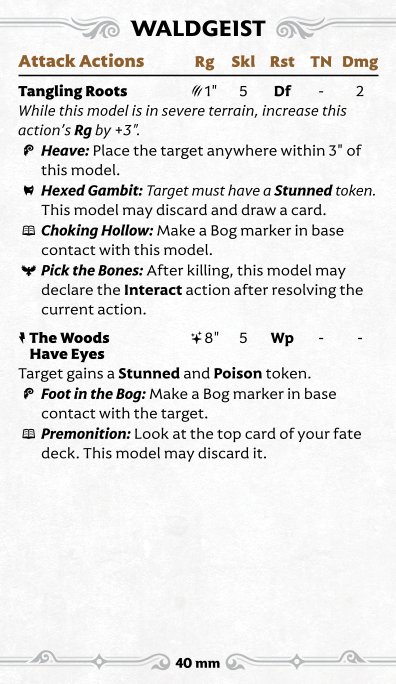 WALDGEIST
Attack Actions Rg Skl Rst TN Dmg
Tangling Roots 1" 5 Df - 2
While this model is in severe terrain, increase this
action's Rg by +3".
Heave: Place the target anywhere within 3" of
this model.
Hexed Gambit: Target must have a Stunned token.
This model may discard and draw a card.
Choking Hollow: Make a Bog marker in base
contact with this model.
Pick the Bones: After killing, this model may
declare the Interact action after resolving the
current action.
The Woods 8" 5 Wp - -
Have Eyes
Target gains a Stunned and Poison token.
Foot in the Bog: Make a Bog marker in base
contact with the target.
Premonition: Look at the top card of your fate
deck. This model may discard it.
40 mm